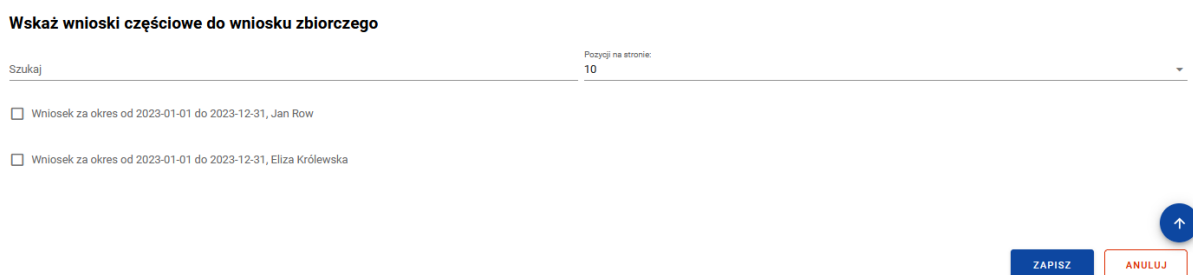 Wskaż wnioski częściowe do wniosku zbiorczego
Szukaj
Pozycji na stronie:
10
Wniosek za okres od 2023-01-01 do 2023-12-31, Jan Row
Wniosek za okres od 2023-01-01 do 2023-12-31, Eliza Królewska
ZAPISZ
ANULUJ